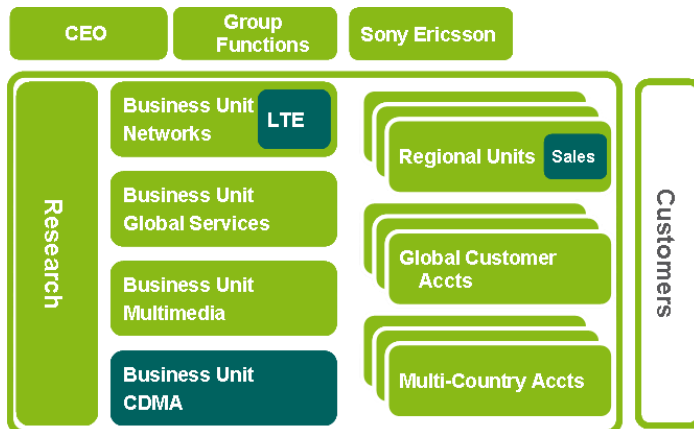 CEO
Group
Functions
Sony Ericsson
Research
Business Unit
Networks
LTE
Business Unit
Global Services
Business Unit
Multimedia
Business Unit
CDMA
Regional Units
Sales
Global Customer
Accts
Multi-Country Accts
Customers